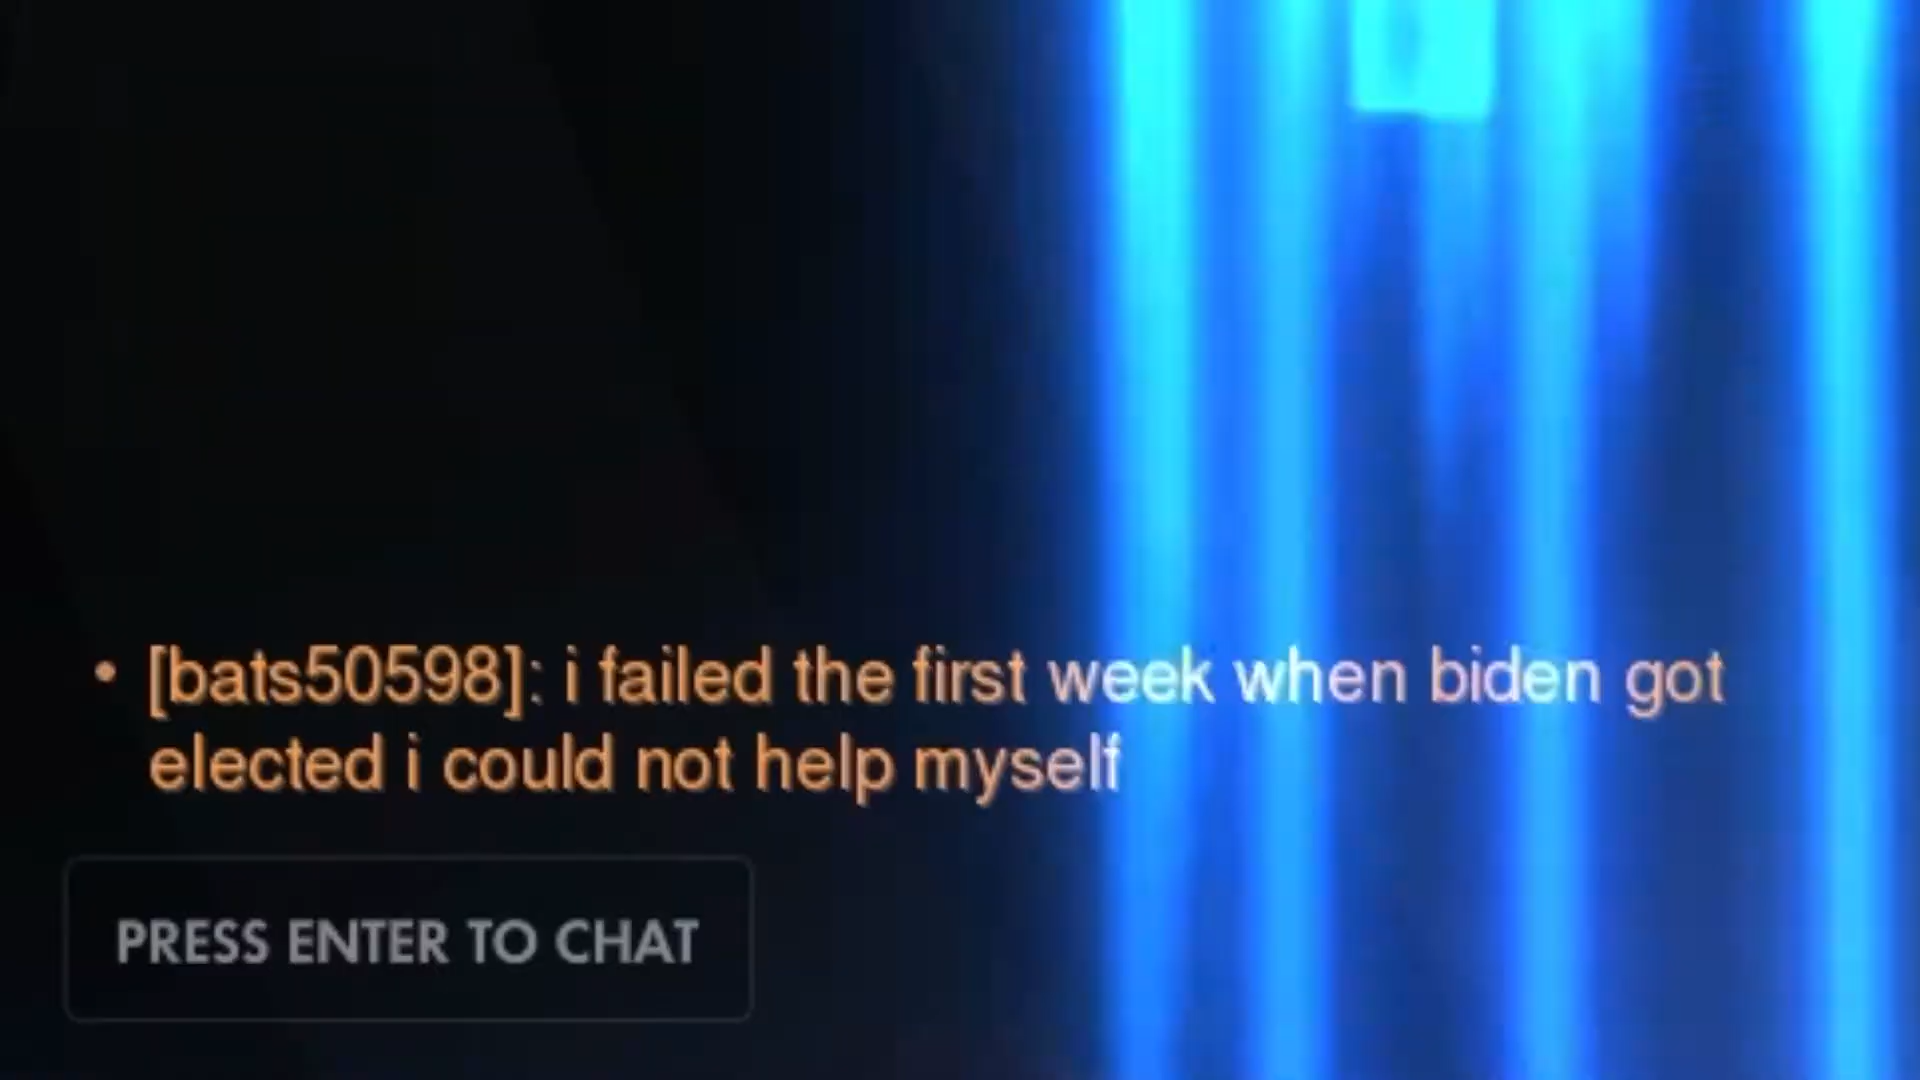 • [bats50598]: i failed the first week when biden got
elected i could not help myself
PRESS ENTER TO CHAT